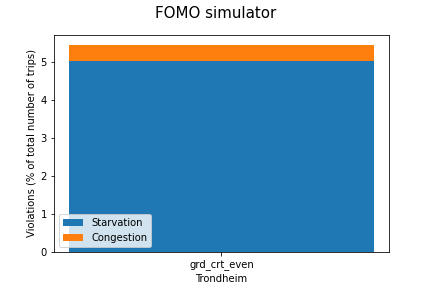 FOMO simulator
Violations (% of total number of trips)
5
4
3
2
1
0
Starvation
Congestion
grd_crt_even
Trondheim